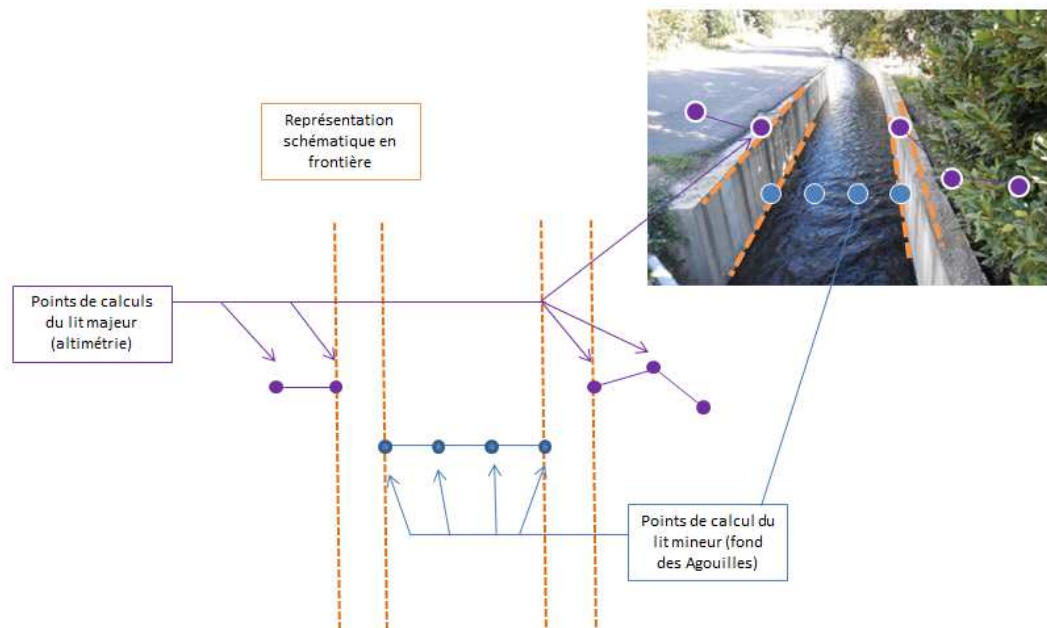 Représentation
schématique en
frontière
Points de calculs
du lit majeur
(altimétrie)
Points de calcul du
lit mineur (fond
des Agouilles)